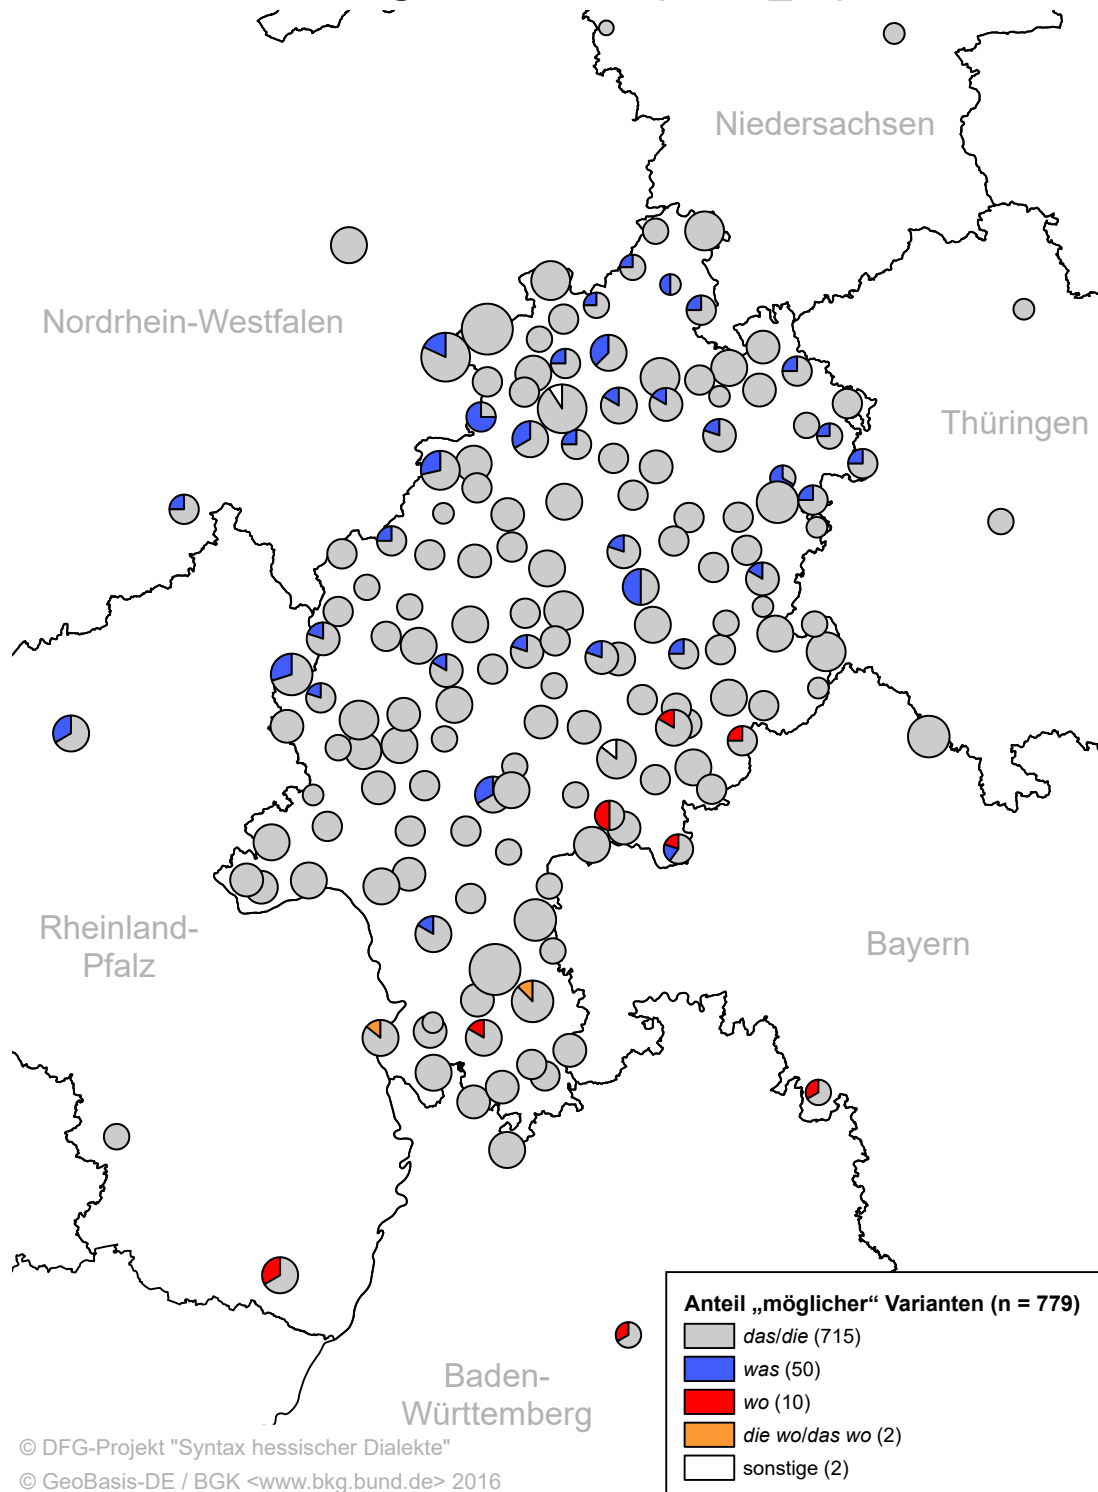 Niedersachsen
Nordrhein-Westfalen
Thüringen
Rheinland-
Pfalz
Bayern
Baden-
Württemberg
Anteil „möglicher“ Varianten (n = 779)
das/die (715)
was (50)
wo (10)
die wo/das wo (2)
sonstige (2)
© DFG-Projekt "Syntax hessischer Dialekte"
© GeoBasis-DE / BGK <www.bkg.bund.de> 2016